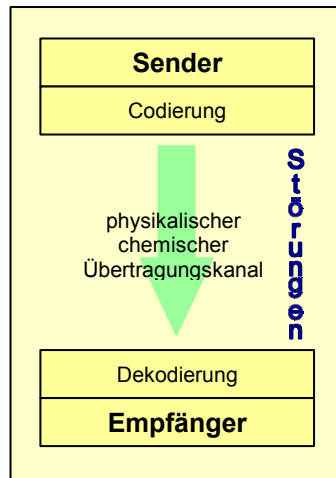 Sender
Codierung
physikalischer
chemischer
Übertragungskanal
Störungen
Dekodierung
Empfänger